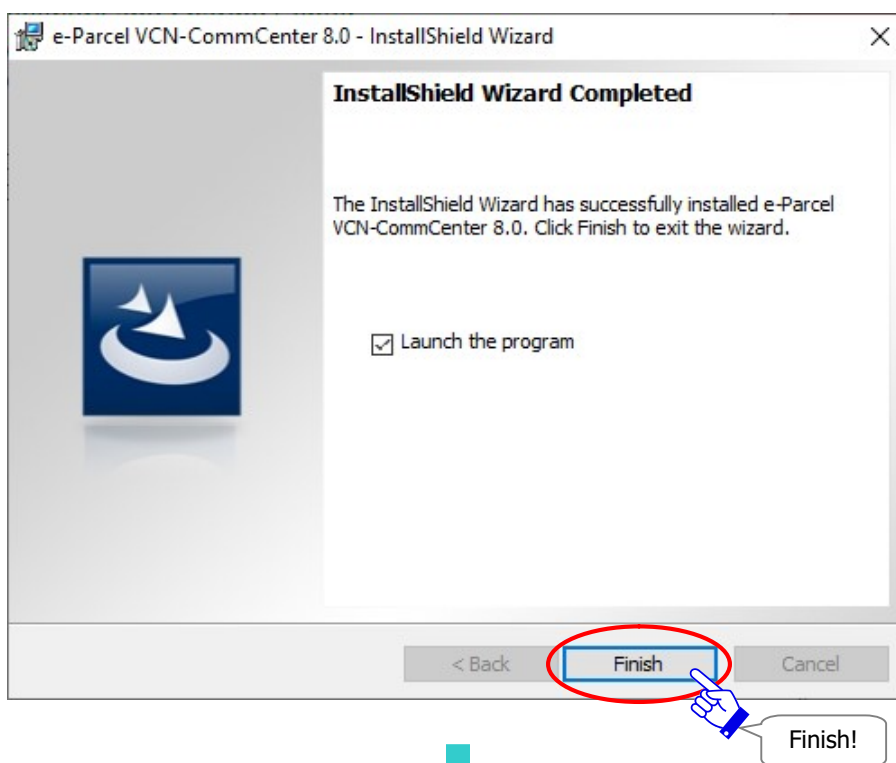 e-Parcel VCN-CommCenter 8.0 - InstallShield Wizard
InstallShield Wizard Completed
The InstallShield Wizard has successfully installed e-Parcel
VCN-CommCenter 8.0. Click Finish to exit the wizard.
Launch the program
< Back
Finish
Cancel
Finish!